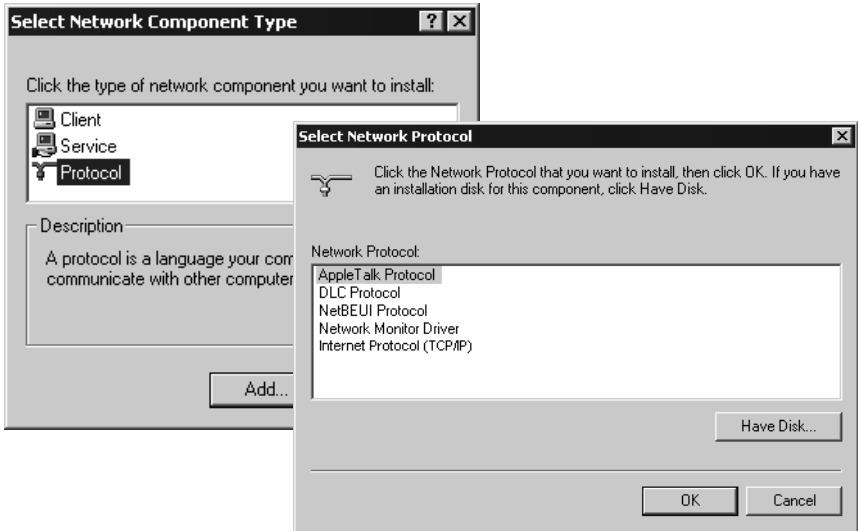 Select Network Component Type
Click the type of network component you want to install:
Client
Service
Protocol
Description
A protocol is a language your com
communicate with other computer
Add...
Select Network Protocol
Click the Network Protocol that you want to install, then click OK. If you have
an installation disk for this component, click Have Disk.
Network Protocol:
AppleTalk Protocol
DLC Protocol
NetBEUI Protocol
Network Monitor Driver
Internet Protocol (TCP/IP)
Have Disk...
OK
Cancel